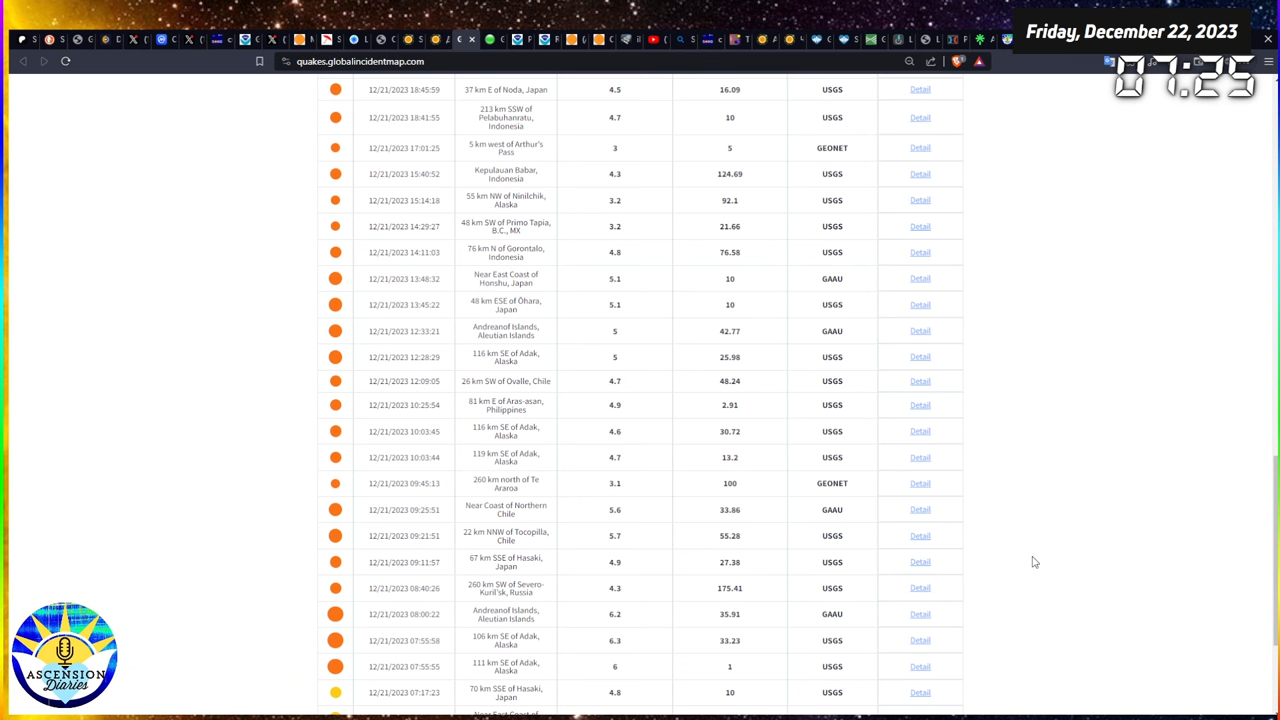 Friday, December 22, 2023
07:25
quakes.globalincidentmap.com
12/21/2023 18:45:59 37 km E of Noda, Japan 4.5 16.09 USGS Detail
12/21/2023 18:41:55 213 km SSW of Pelabuhanratu, Indonesia 4.7 10 USGS Detail
12/21/2023 17:01:25 5 km west of Arthur's Pass 3 5 GEONET Detail
12/21/2023 15:40:52 Kepulauan Babar, Indonesia 4.3 124.69 USGS Detail
12/21/2023 15:14:18 55 km NW of Ninilchik, Alaska 3.2 92.1 USGS Detail
12/21/2023 14:29:27 48 km SW of Primo Tapia, B.C., MX 3.2 21.66 USGS Detail
12/21/2023 14:11:03 76 km N of Gorontalo, Indonesia 4.8 76.58 USGS Detail
12/21/2023 13:48:32 Near East Coast of Honshu, Japan 5.1 10 GAAU Detail
12/21/2023 13:45:22 48 km ESE of Ōhara, Japan 5.1 10 USGS Detail
12/21/2023 12:33:21 Andreanof Islands, Aleutian Islands 5 42.77 GAAU Detail
12/21/2023 12:28:29 116 km SE of Adak, Alaska 5 25.98 USGS Detail
12/21/2023 12:09:05 26 km SW of Ovalle, Chile 4.7 48.24 USGS Detail
12/21/2023 10:25:54 81 km E of Aras-asan, Philippines 4.9 2.91 USGS Detail
12/21/2023 10:03:45 116 km SE of Adak, Alaska 4.6 30.72 USGS Detail
12/21/2023 10:03:44 119 km SE of Adak, Alaska 4.7 13.2 USGS Detail
12/21/2023 09:45:13 260 km north of Te Araroa 3.1 100 GEONET Detail
12/21/2023 09:25:51 Near Coast of Northern Chile 5.6 33.86 GAAU Detail
12/21/2023 09:21:51 22 km NNW of Tocopilla, Chile 5.7 55.28 USGS Detail
12/21/2023 09:11:57 67 km SSE of Hasaki, Japan 4.9 27.38 USGS Detail
12/21/2023 08:40:26 260 km SW of Severo-Kuril'sk, Russia 4.3 175.41 USGS Detail
12/21/2023 08:00:22 Andreanof Islands, Aleutian Islands 6.2 35.91 GAAU Detail
12/21/2023 07:55:58 106 km SE of Adak, Alaska 6.3 33.23 USGS Detail
12/21/2023 07:55:55 111 km SE of Adak, Alaska 6 1 USGS Detail
12/21/2023 07:17:23 70 km SSE of Hasaki, Japan 4.8 10 USGS Detail
ASCENSION
Diaries